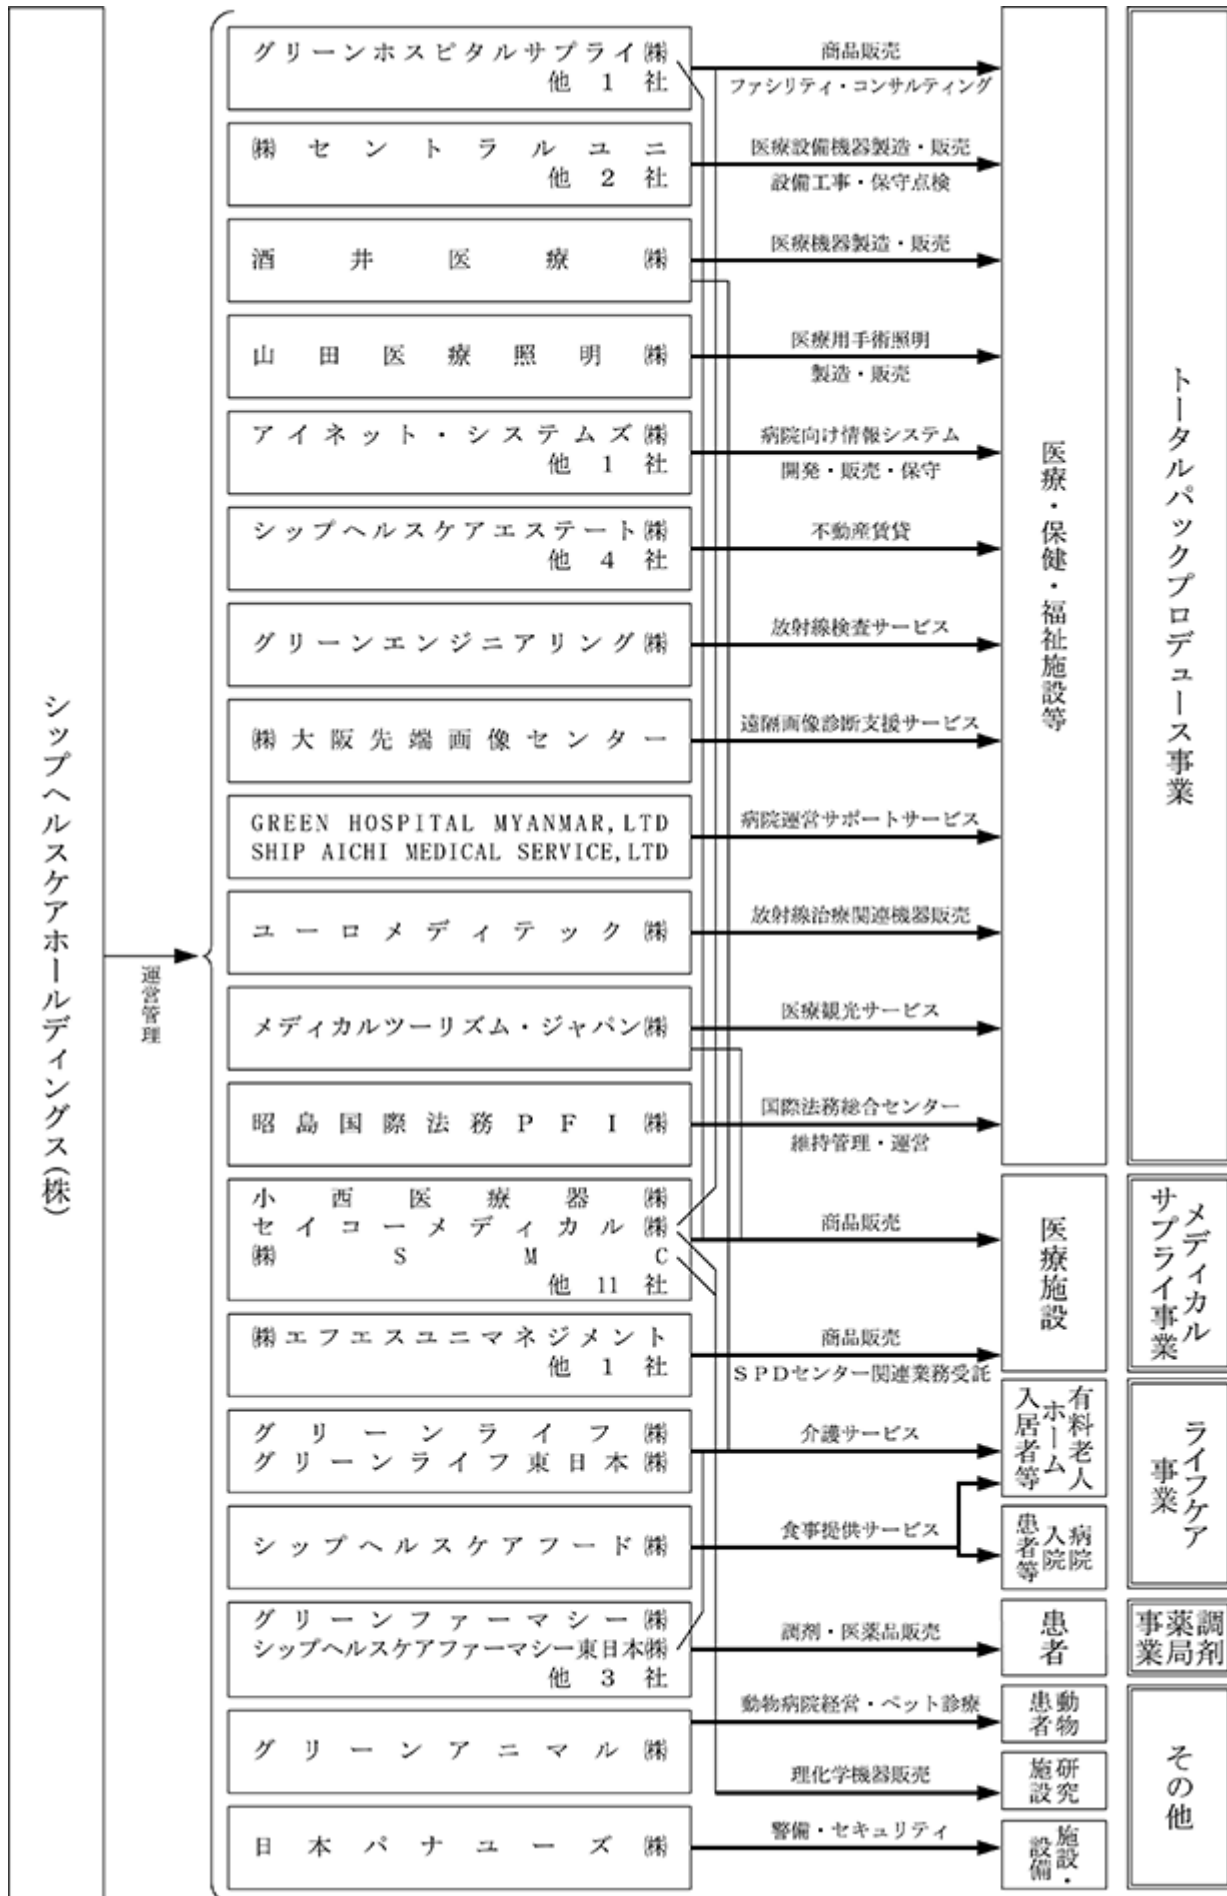 シップヘルスケアホールディングス(株)
運営管理
グリーンホスピタルサプライ㈱
他1社
商品販売
ファシリティ・コンサルティング
㈱セントラルユニ
他2社
医療設備機器製造・販売
設備工事・保守点検
酒井医療㈱
医療機器製造・販売
山田医療照明㈱
医療用手術照明
製造・販売
アイネット・システムズ㈱
他1社
病院向け情報システム
開発・販売・保守
シップヘルスケアエステート㈱
他4社
不動産賃貸
グリーンエンジニアリング㈱
放射線検査サービス
㈱大阪先端画像センター
遠隔画像診断支援サービス
GREEN HOSPITAL MYANMAR,LTD
SHIP AICHI MEDICAL SERVICE,LTD
病院運営サポートサービス
ユーロメディテック㈱
放射線治療関連機器販売
メディカルツーリズム・ジャパン㈱
医療観光サービス
昭島国際法務PFI㈱
国際法務総合センター
維持管理・運営
医療・保健・福祉施設等
トータルパックプロデュース事業
小西医療器㈱
セイコーメディカル㈱
㈱SMC
他11社
商品販売
㈱エフエスユニマネジメント
他1社
商品販売
SPDセンター関連業務受託
医療施設
メディカル
サプライ事業
グリーンライフ㈱
グリーンライフ東日本㈱
介護サービス
有料老人
ホーム
入居者等
シップヘルスケアフード㈱
食事提供サービス
病院
入院
患者等
ライフケア
事業
グリーンファーマシー㈱
シップヘルスケアファーマシー東日本㈱
他3社
調剤・医薬品販売
患者
調剤
薬局
事業
グリーンアニマル㈱
動物病院経営・ペット診療
動物
患者
理化学機器販売
研究
施設
日本パナユーズ㈱
警備・セキュリティ
施設・
設備
その他